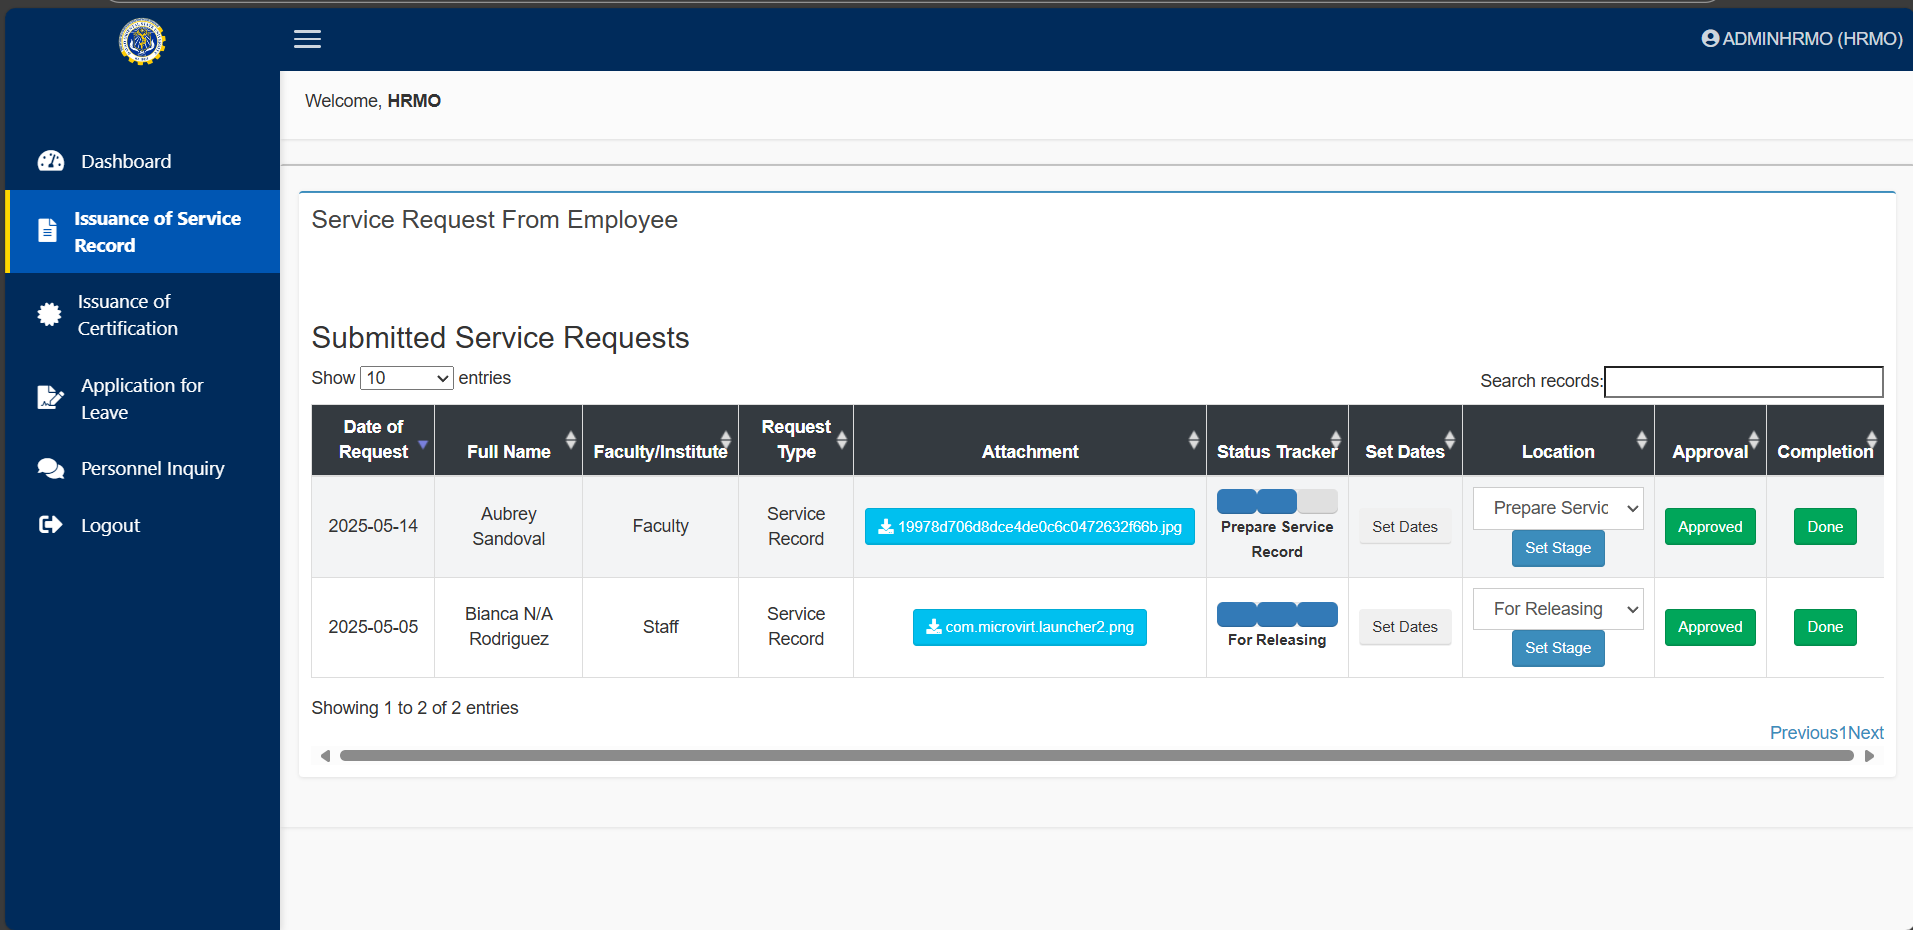 ADMINHRMO (HRMO)
Welcome, HRMO
Dashboard
Issuance of Service
Record
Issuance of
Certification
Application for
Leave
Personnel Inquiry
Logout
Service Request From Employee
Submitted Service Requests
Show 10 entries
Search records:
Date of
Request
Full Name
Faculty/Institute
Request
Type
Attachment
Status Tracker
Set Dates
Location
Approval
Completion
2025-05-14
Aubrey
Sandoval
Faculty
Service
Record
19978d706d8dce4de0c6c0472632f66b.jpg
Prepare Service
Record
Set Dates
Prepare Servic
Set Stage
Approved
Done
2025-05-05
Bianca N/A
Rodriguez
Staff
Service
Record
com.microvirt.launcher2.png
For Releasing
Set Dates
For Releasing
Set Stage
Approved
Done
Showing 1 to 2 of 2 entries
Previous1Next